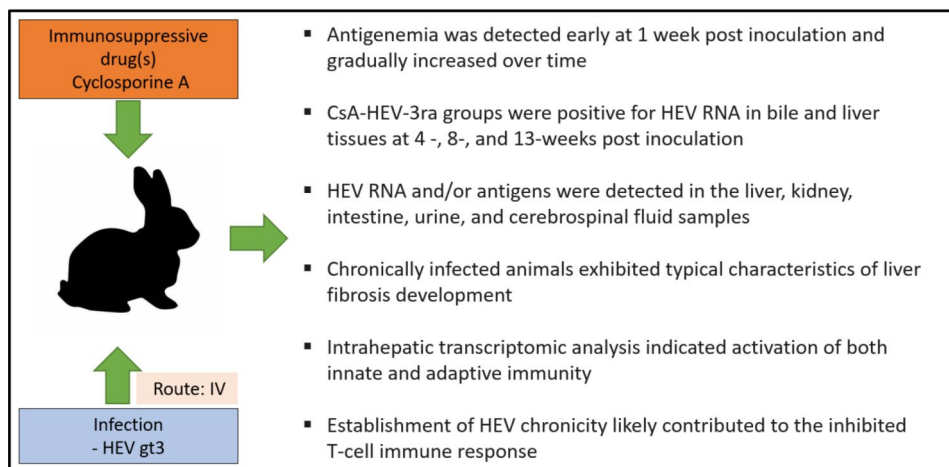 Immunosuppressive
drug(s)
Cyclosporine A
Route: IV
Infection
- HEV gt3
▪ Antigenemia was detected early at 1 week post inoculation and
gradually increased over time
▪ CsA-HEV-3ra groups were positive for HEV RNA in bile and liver
tissues at 4 -, 8-, and 13-weeks post inoculation
▪ HEV RNA and/or antigens were detected in the liver, kidney,
intestine, urine, and cerebrospinal fluid samples
▪ Chronically infected animals exhibited typical characteristics of liver
fibrosis development
▪ Intrahepatic transcriptomic analysis indicated activation of both
innate and adaptive immunity
▪ Establishment of HEV chronicity likely contributed to the inhibited
T-cell immune response